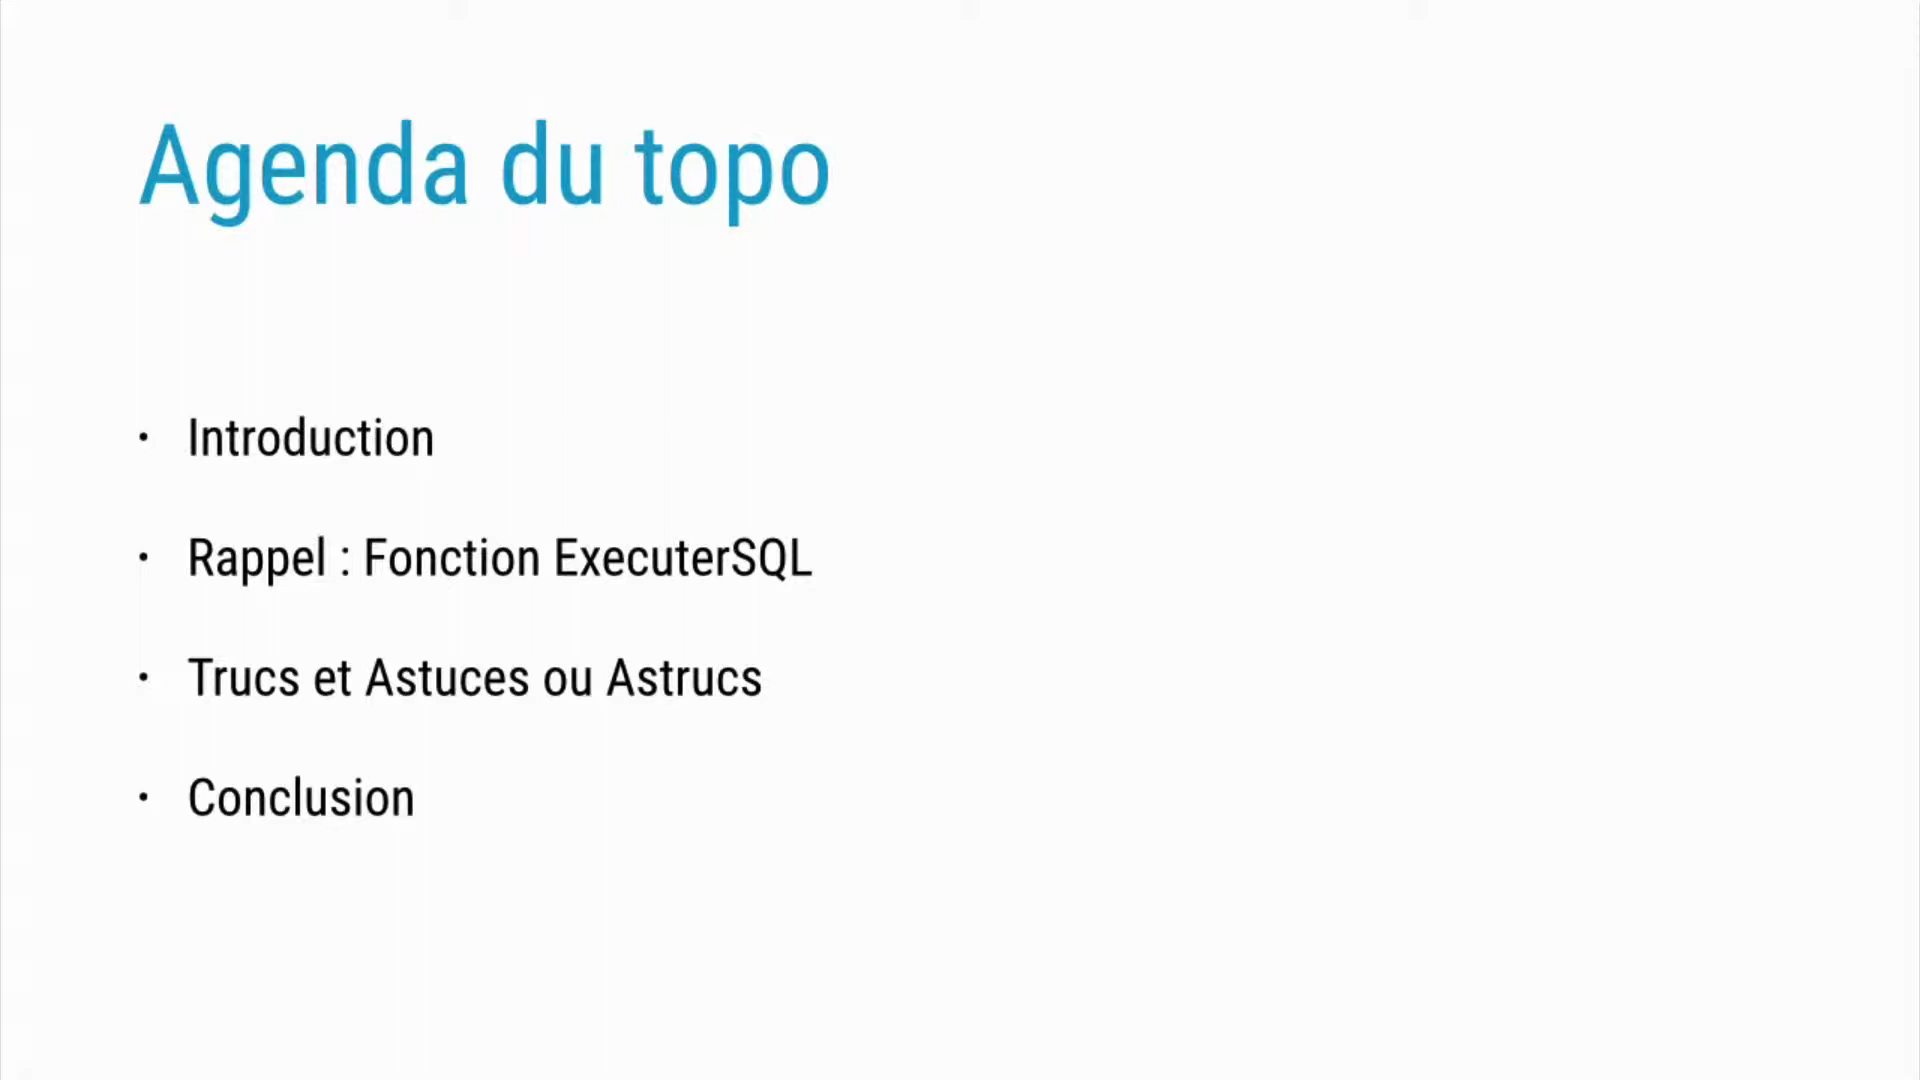 Agenda du topo
• Introduction
• Rappel : Fonction ExecuterSQL
• Trucs et Astuces ou Astrucs
• Conclusion